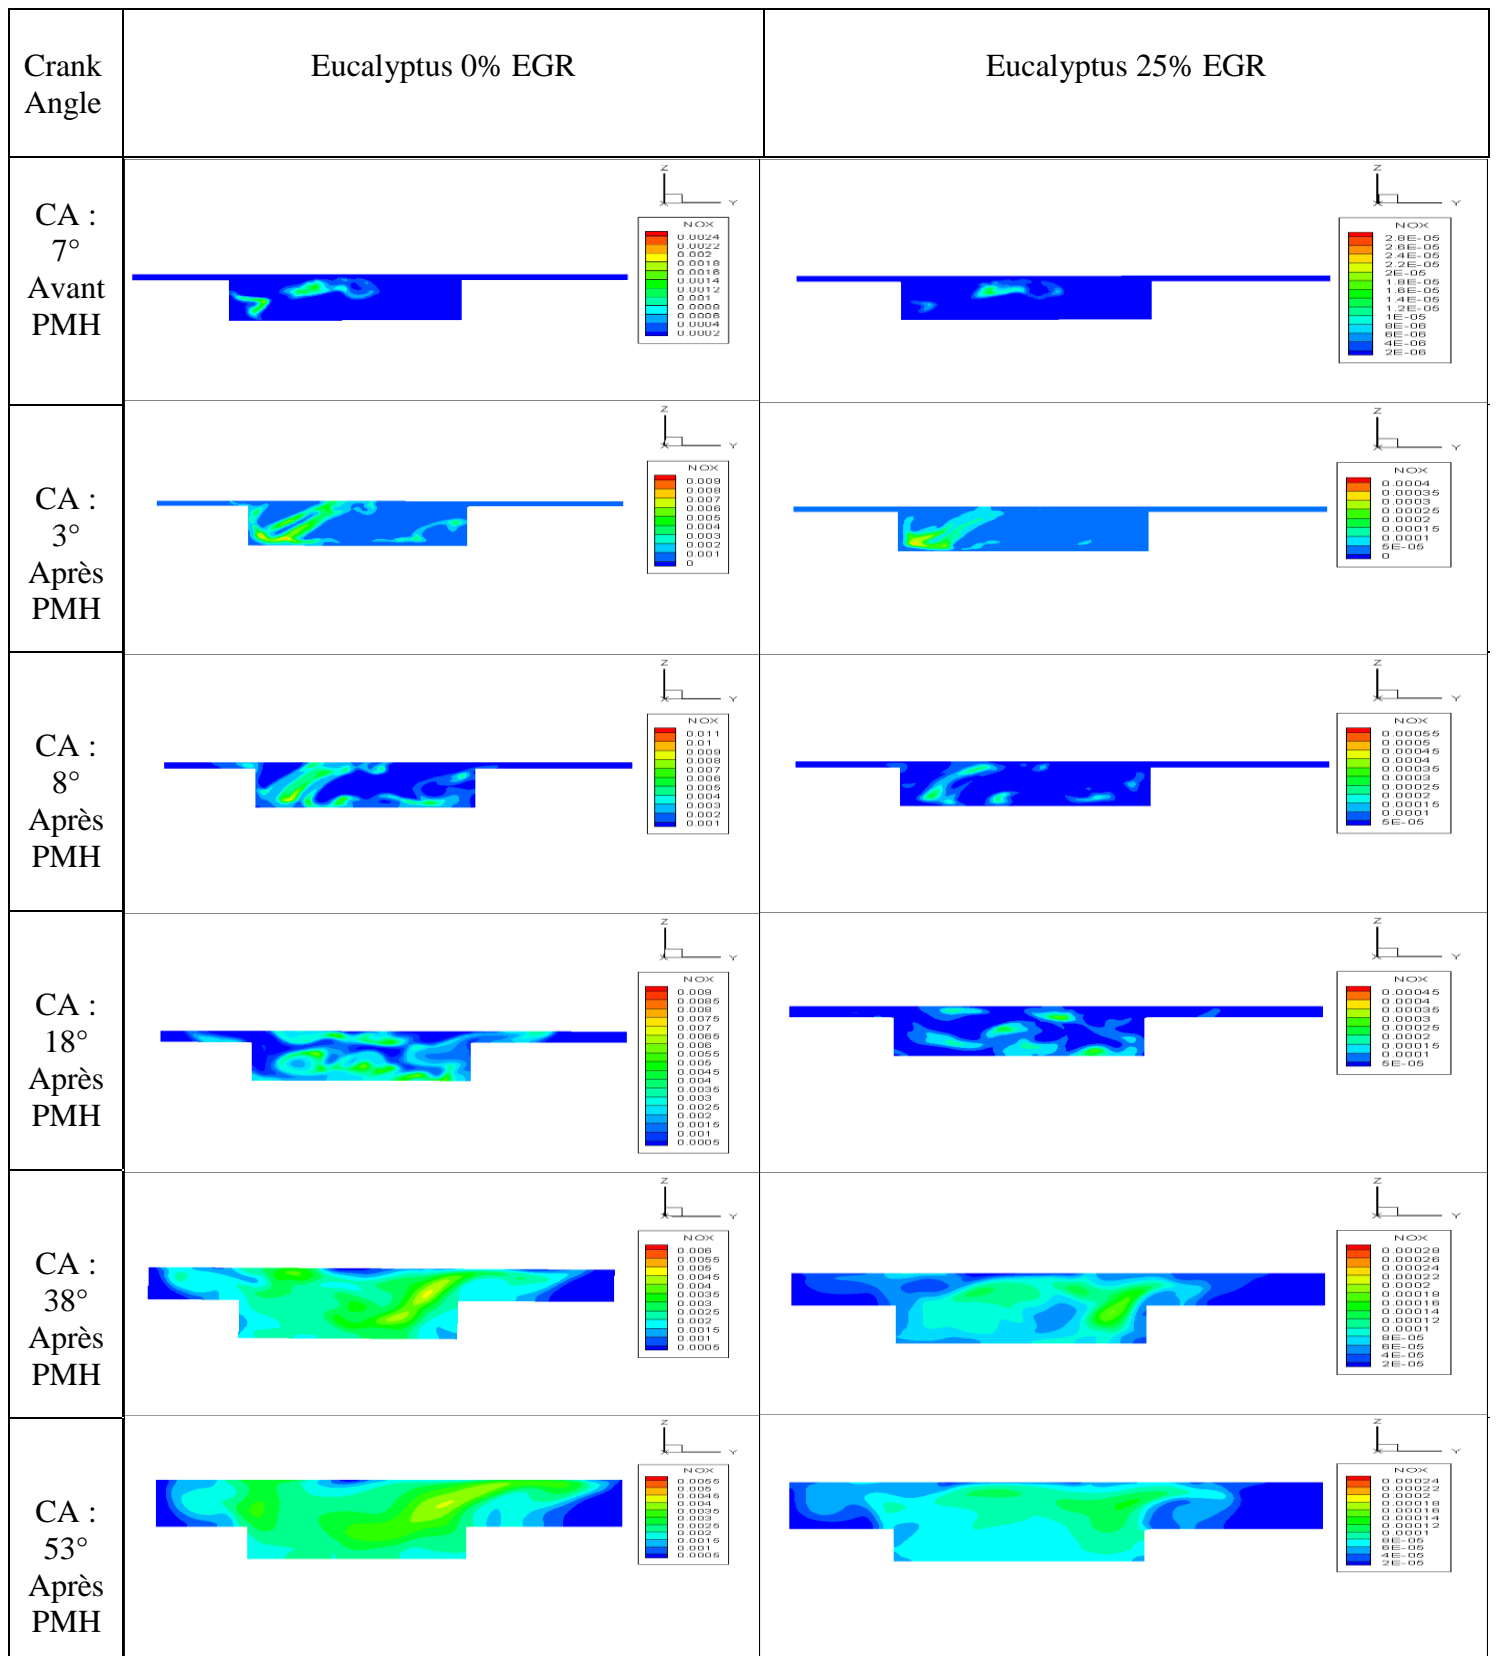 Crank
Angle
Eucalyptus 0% EGR
Eucalyptus 25% EGR
CA :
7°
Avant
PMH
Z
Y
X
NOX
0.0024
0.0022
0.002
0.0018
0.0016
0.0014
0.0012
0.001
0.0008
0.0006
0.0004
0.0002
Z
Y
X
NOX
2.8E-05
2.6E-05
2.4E-05
2.2E-05
2E-05
1.8E-05
1.6E-05
1.4E-05
1.2E-05
1E-05
8E-06
6E-06
4E-06
2E-06
CA :
3°
Après
PMH
Z
Y
X
NOX
0.009
0.008
0.007
0.006
0.005
0.004
0.003
0.002
0.001
0
Z
Y
X
NOX
0.0004
0.00035
0.0003
0.00025
0.0002
0.00015
0.0001
5E-05
0
CA :
8°
Après
PMH
Z
Y
X
NOX
0.011
0.01
0.009
0.008
0.007
0.006
0.005
0.004
0.003
0.002
0.001
Z
Y
X
NOX
0.00055
0.0005
0.00045
0.0004
0.00035
0.0003
0.00025
0.0002
0.00015
0.0001
5E-05
CA :
18°
Après
PMH
Z
Y
X
NOX
0.009
0.0085
0.008
0.0075
0.007
0.0065
0.006
0.0055
0.005
0.0045
0.004
0.0035
0.003
0.0025
0.002
0.0015
0.001
0.0005
Z
Y
X
NOX
0.00045
0.0004
0.00035
0.0003
0.00025
0.0002
0.00015
0.0001
5E-05
CA :
38°
Après
PMH
Z
Y
X
NOX
0.006
0.0055
0.005
0.0045
0.004
0.0035
0.003
0.0025
0.002
0.0015
0.001
0.0005
Z
Y
X
NOX
0.00028
0.00026
0.00024
0.00022
0.0002
0.00018
0.00016
0.00014
0.00012
0.0001
8E-05
6E-05
4E-05
2E-05
CA :
53°
Après
PMH
Z
Y
X
NOX
0.0055
0.005
0.0045
0.004
0.0035
0.003
0.0025
0.002
0.0015
0.001
0.0005
Z
Y
X
NOX
0.00024
0.00022
0.0002
0.00018
0.00016
0.00014
0.00012
0.0001
8E-05
6E-05
4E-05
2E-05